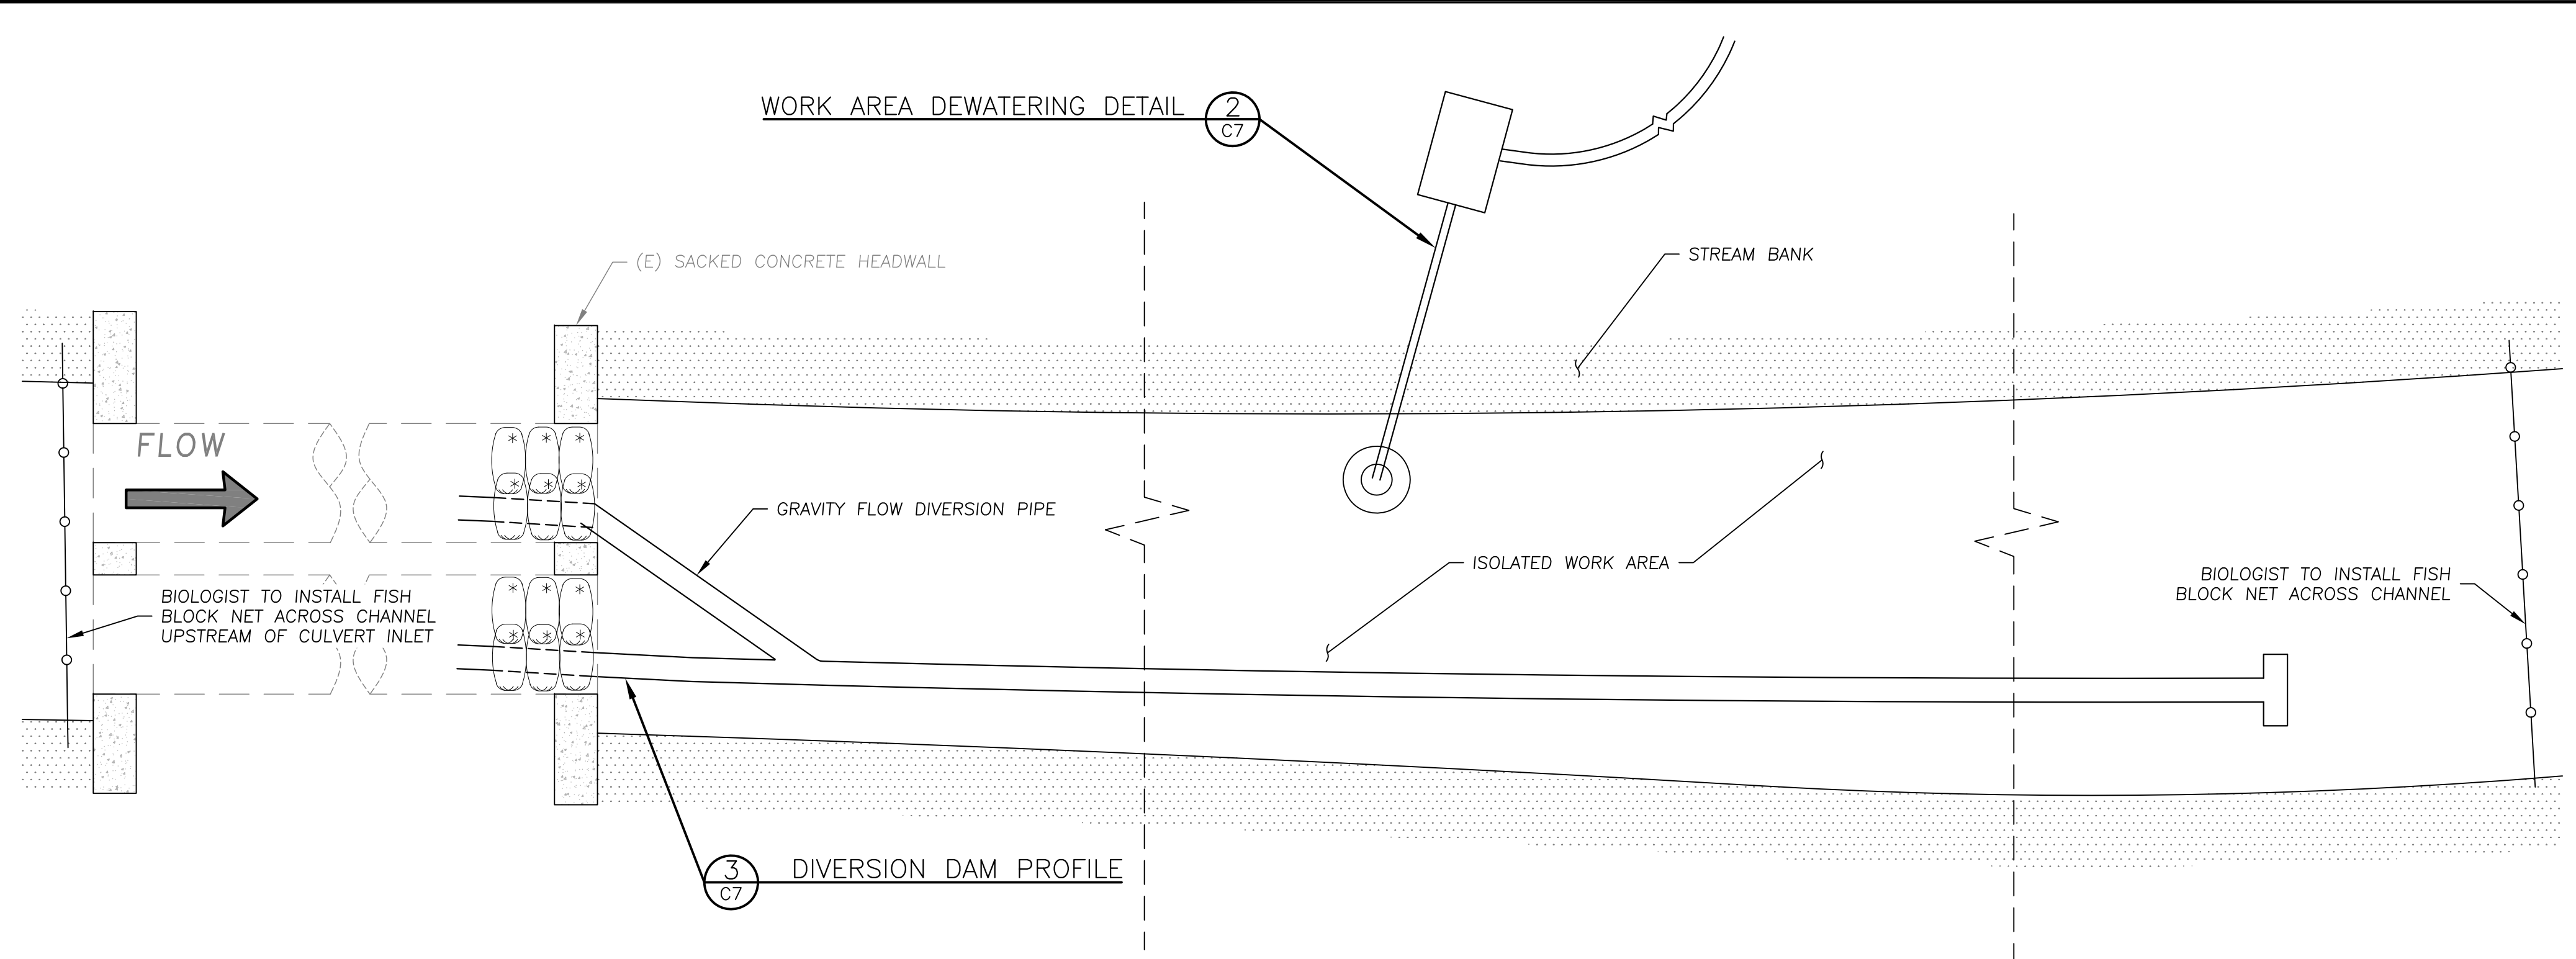 WORK AREA DEWATERING DETAIL
2
C7
(E) SACKED CONCRETE HEADWALL
STREAM BANK
FLOW
GRAVITY FLOW DIVERSION PIPE
ISOLATED WORK AREA
BIOLOGIST TO INSTALL FISH
BLOCK NET ACROSS CHANNEL
UPSTREAM OF CULVERT INLET
BIOLOGIST TO INSTALL FISH
BLOCK NET ACROSS CHANNEL
3
C7
DIVERSION DAM PROFILE